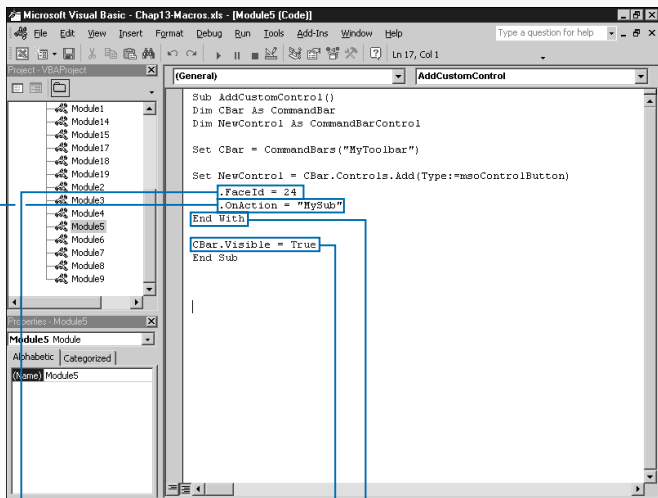 Microsoft Visual Basic - Chap13-Macros.xls - [Module5 (Code)]
File Edit View Insert Format Debug Run Tools Add-Ins Window Help
Type a question for help
Ln 17, Col 1
Project - VBAProject
(General)
AddCustomControl
Module1
Module14
Module15
Module17
Module18
Module19
Module2
Module3
Module4
Module5
Module6
Module7
Module8
Module9
Sub AddCustomControl()
Dim CBar As CommandBar
Dim NewControl As CommandBarControl
Set CBar = CommandBars("MyToolbar")
Set NewControl = CBar.Controls.Add(Type:=msoControlButton)
.FaceId = 24
.OnAction = "MySub"
End With
CBar.Visible = True
End Sub
Properties - Module5
Module5 Module
Alphabetic Categorized
(Name) Module5